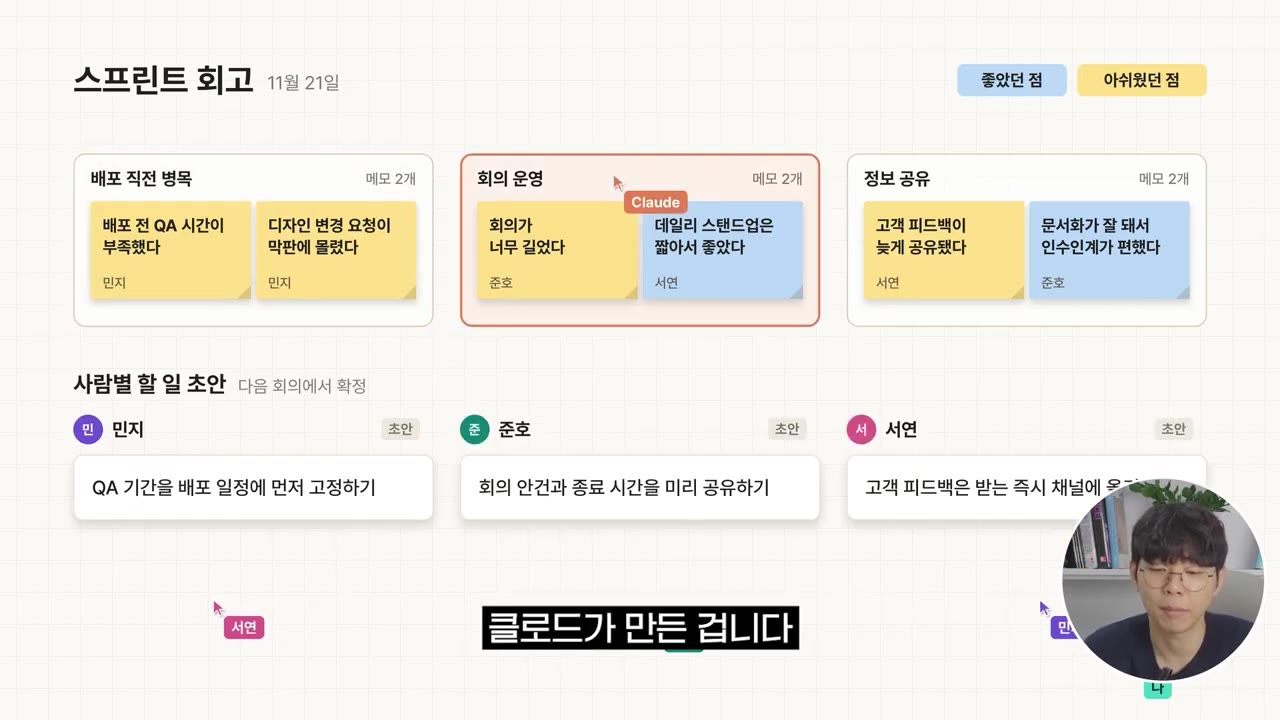 스프린트 회고 11월 21일
좋았던 점
아쉬웠던 점
배포 직전 병목
메모 2개
배포 전 QA 시간이
부족했다
민지
디자인 변경 요청이
막판에 몰렸다
민지
회의 운영
메모 2개
Claude
회의가
너무 길었다
준호
데일리 스탠드업은
짧아서 좋았다
서연
정보 공유
메모 2개
고객 피드백이
늦게 공유됐다
서연
문서화가 잘 돼서
인수인계가 편했다
준호
사람별 할 일 초안 다음 회의에서 확정
민 민지
초안
QA 기간을 배포 일정에 먼저 고정하기
준 준호
초안
회의 안건과 종료 시간을 미리 공유하기
서 서연
초안
고객 피드백은 받는 즉시 채널에
서연
클로드가 만든 겁니다
민
나